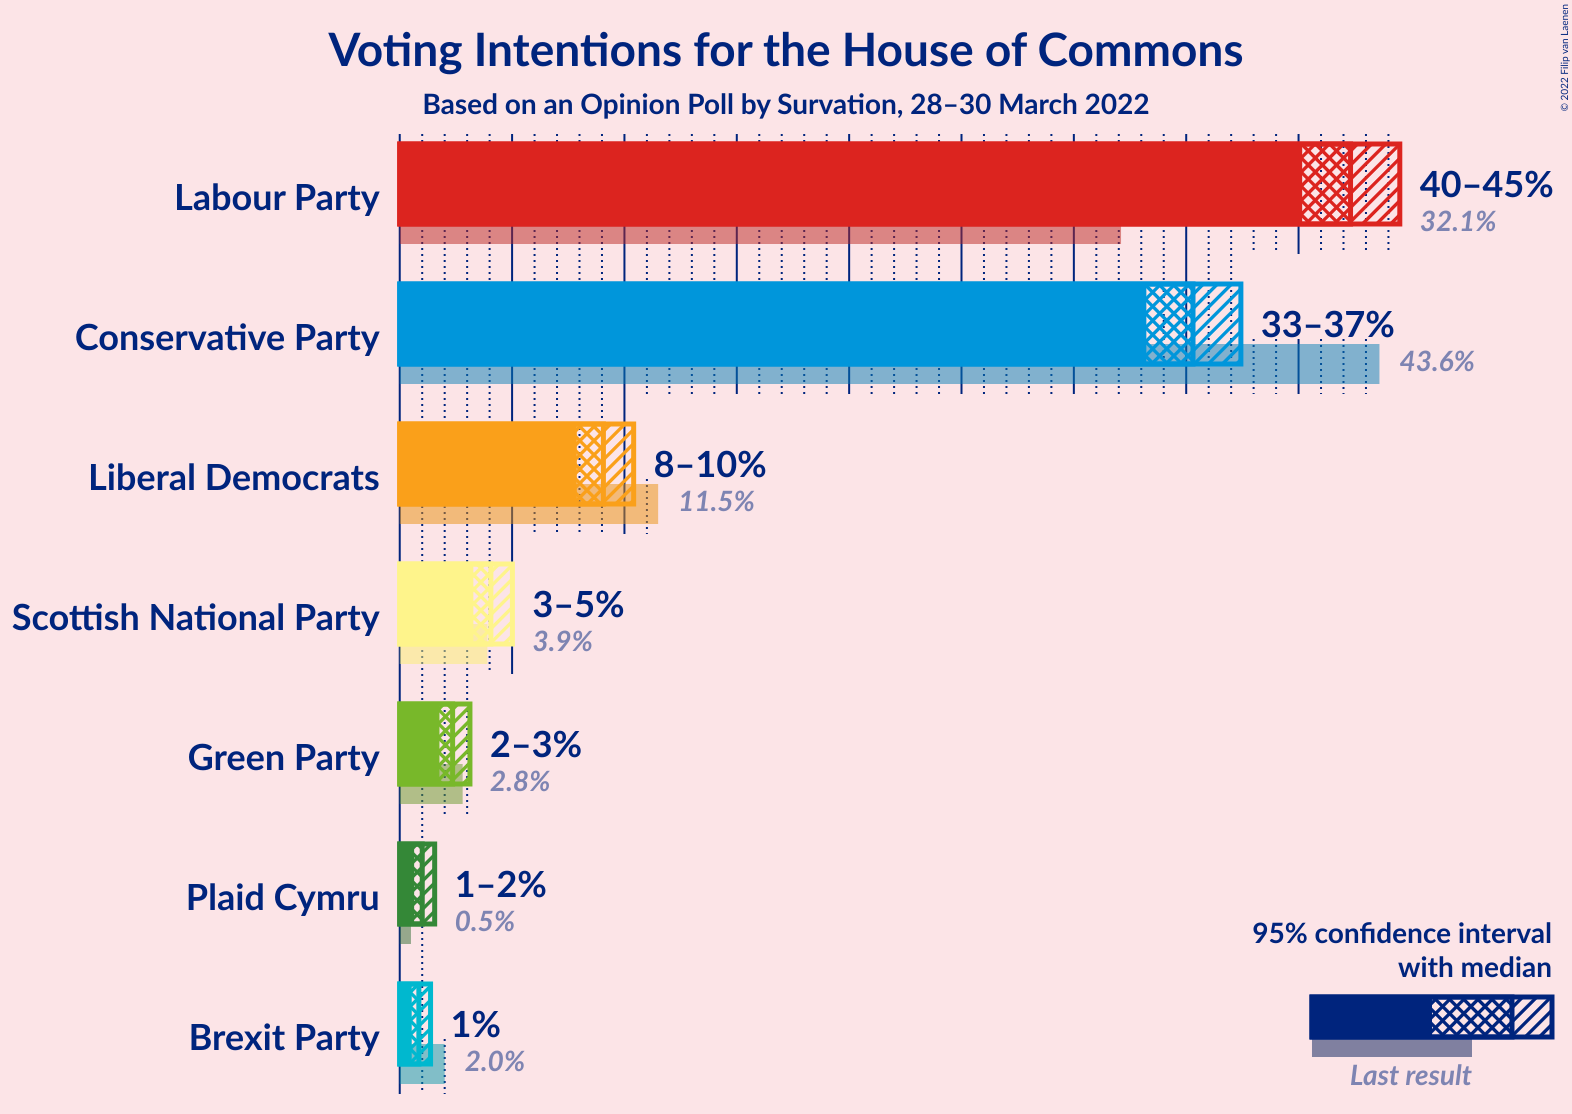 Voting Intentions for the House of Commons
Based on an Opinion Poll by Survation, 28–30 March 2022
© 2022 Filip van Laenen
Labour Party
40–45%
32.1%
Conservative Party
33–37%
43.6%
Liberal Democrats
8–10%
11.5%
Scottish National Party
3–5%
3.9%
Green Party
2–3%
2.8%
Plaid Cymru
1–2%
0.5%
Brexit Party
1%
2.0%
95% confidence interval
with median
Last result